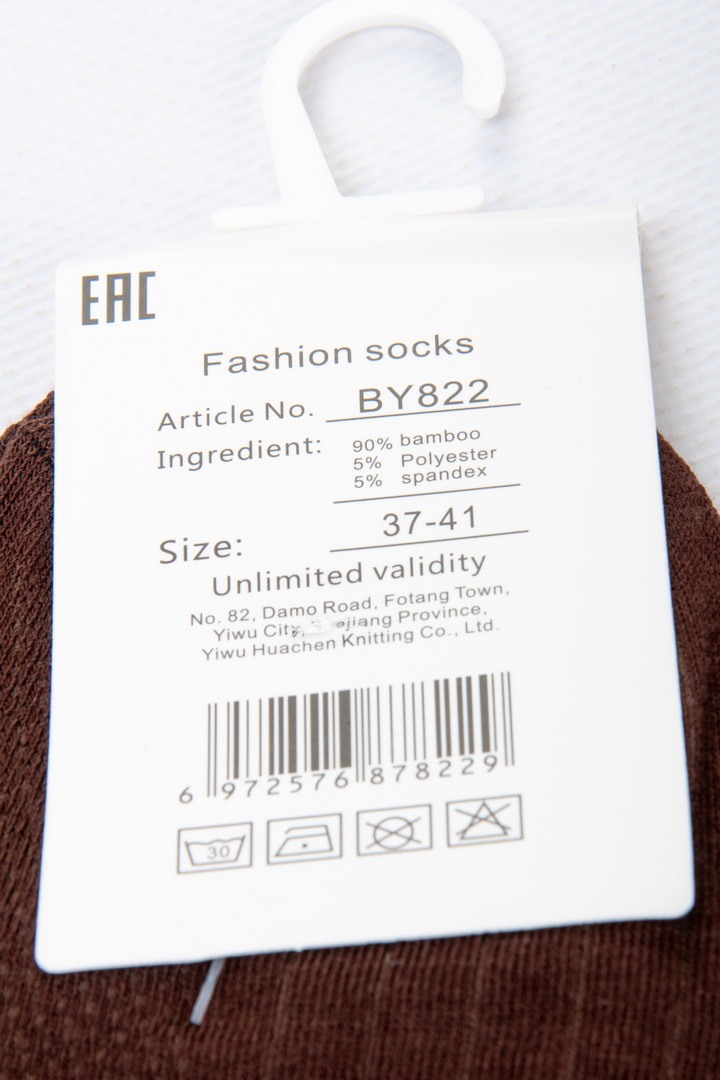 EAC
Fashion socks
Article No. BY822
Ingredient: 90% bamboo
5% Polyester
5% spandex
Size: 37-41
Unlimited validity
No. 82, Damo Road, Fotang Town,
Yiwu City, Province,
Yiwu Huachen Knitting Co., Ltd.
6 972576 878229
30